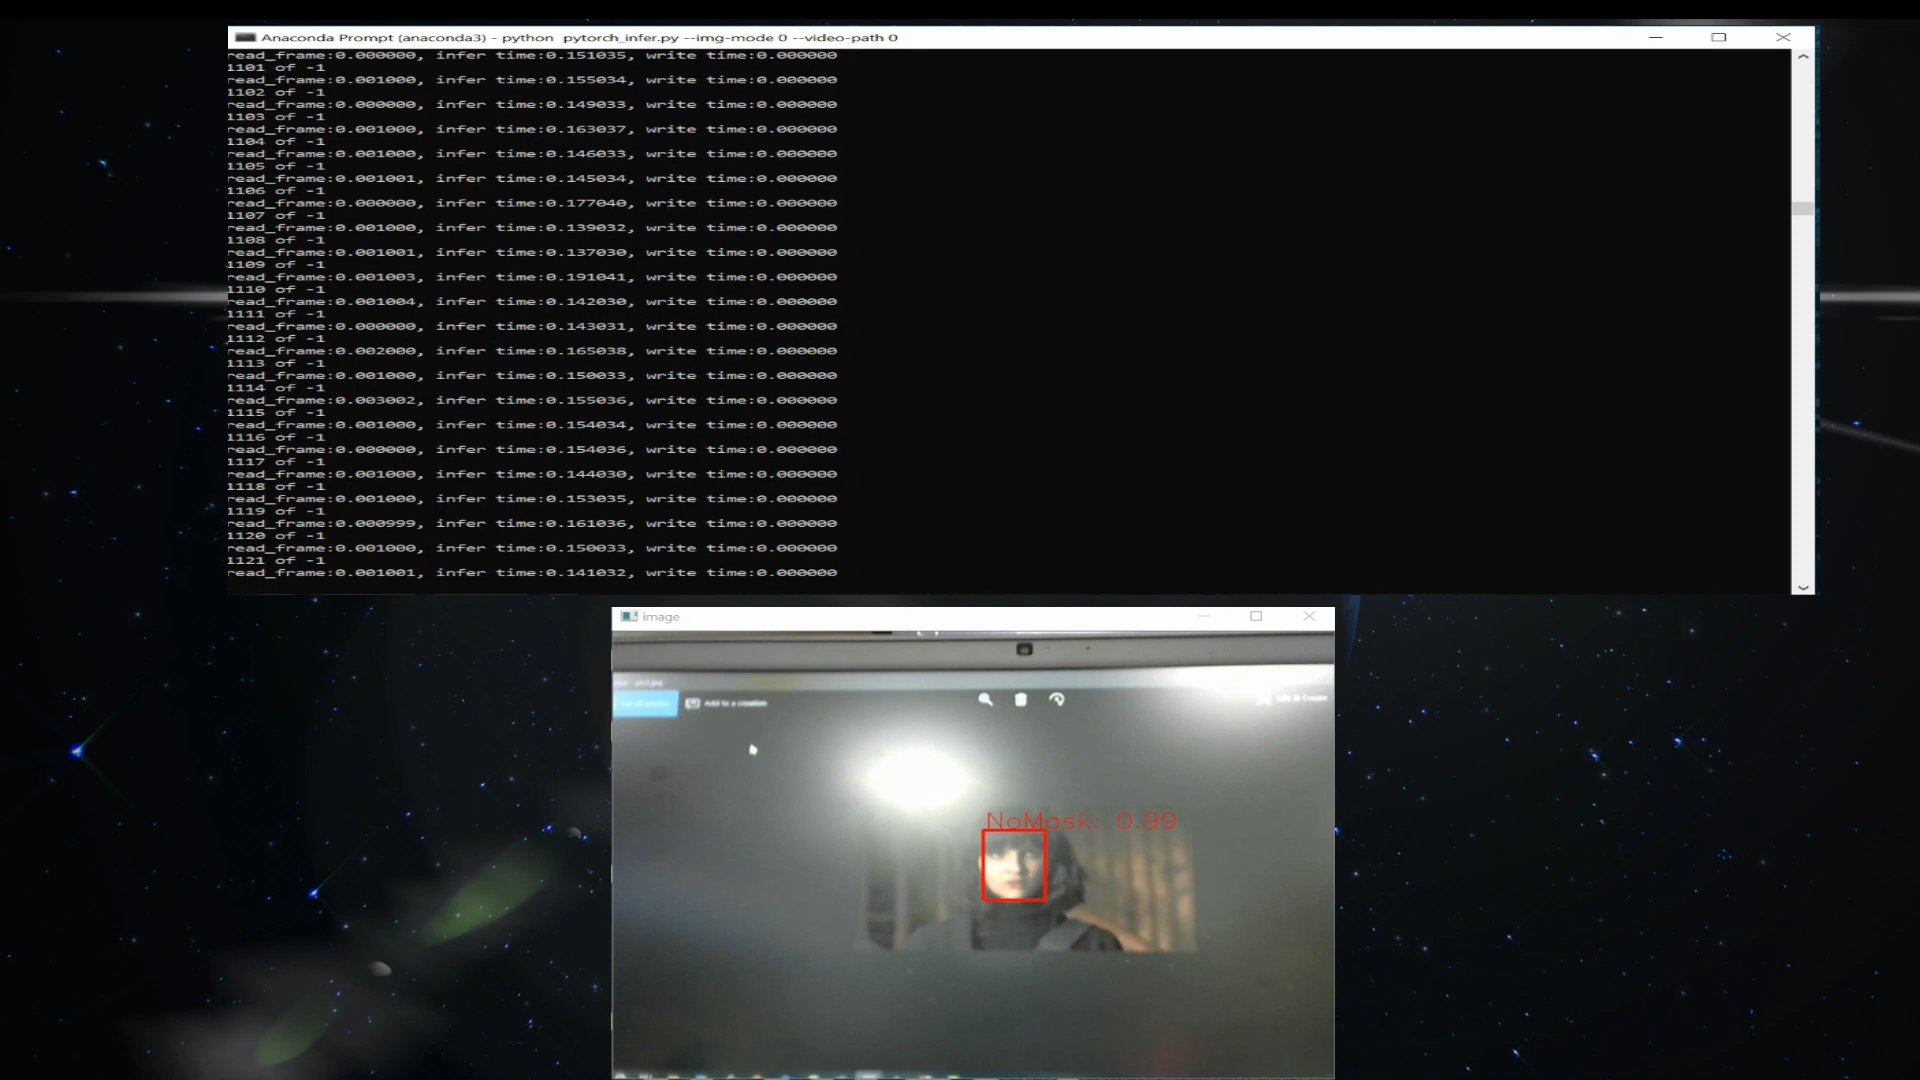 Anaconda Prompt (anaconda3) - python  pytorch_infer.py --img-mode 0 --video-path 0
read_frame:0.000000, infer time:0.151035, write time:0.000000
1101 of -1
read_frame:0.001000, infer time:0.155034, write time:0.000000
1102 of -1
read_frame:0.000000, infer time:0.149033, write time:0.000000
1103 of -1
read_frame:0.001000, infer time:0.163037, write time:0.000000
1104 of -1
read_frame:0.001000, infer time:0.146033, write time:0.000000
1105 of -1
read_frame:0.001001, infer time:0.145034, write time:0.000000
1106 of -1
read_frame:0.000000, infer time:0.177040, write time:0.000000
1107 of -1
read_frame:0.001000, infer time:0.139032, write time:0.000000
1108 of -1
read_frame:0.001001, infer time:0.137030, write time:0.000000
1109 of -1
read_frame:0.001003, infer time:0.191041, write time:0.000000
1110 of -1
read_frame:0.001004, infer time:0.142030, write time:0.000000
1111 of -1
read_frame:0.000000, infer time:0.143031, write time:0.000000
1112 of -1
read_frame:0.002000, infer time:0.165038, write time:0.000000
1113 of -1
read_frame:0.001000, infer time:0.150033, write time:0.000000
1114 of -1
read_frame:0.003002, infer time:0.155036, write time:0.000000
1115 of -1
read_frame:0.001000, infer time:0.154034, write time:0.000000
1116 of -1
read_frame:0.000000, infer time:0.154036, write time:0.000000
1117 of -1
read_frame:0.001000, infer time:0.144030, write time:0.000000
1118 of -1
read_frame:0.001000, infer time:0.153035, write time:0.000000
1119 of -1
read_frame:0.000999, infer time:0.161036, write time:0.000000
1120 of -1
read_frame:0.001000, infer time:0.150033, write time:0.000000
1121 of -1
read_frame:0.001001, infer time:0.141032, write time:0.000000
image
Add to a creation
NoMask: 0.99